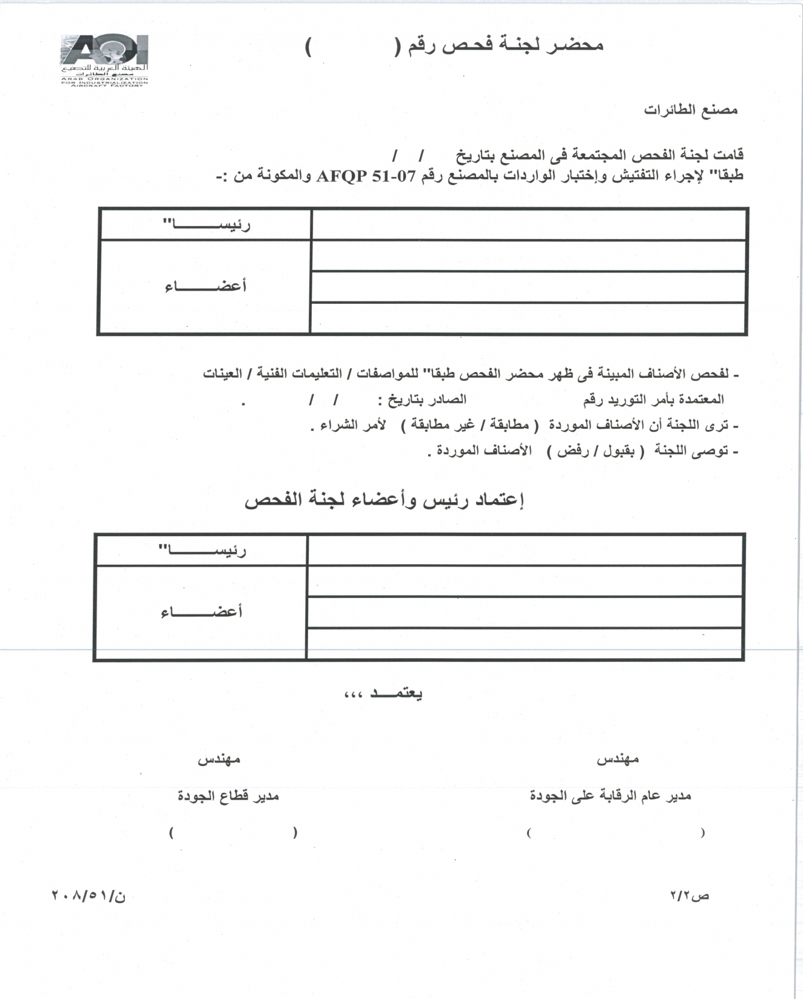 محضر لجنة فحص رقم (            )
AOI
الهيئة العربية للتصنيع
مصنع الطائرات
ARAB ORGANIZATION
FOR INDUSTRIALIZATION
AIRCRAFT FACTORY
مصنع الطائرات
قامت لجنة الفحص المجتمعة فى المصنع بتاريخ     /     /
طبقا" لإجراء التفتيش وإختبار الواردات بالمصنع رقم AFQP 51-07 والمكونة من :-
رئيســـــا"
أعضـــــاء
- لفحص الأصناف المبينة فى ظهر محضر الفحص طبقا" للمواصفات / التعليمات الفنية / العينات
المعتمدة بأمر التوريد رقم                    الصادر بتاريخ :      /     /          .
- ترى اللجنة أن الأصناف الموردة ( مطابقة / غير مطابقة ) لأمر الشراء .
- توصى اللجنة ( بقبول / رفض ) الأصناف الموردة .
إعتماد رئيس وأعضاء لجنة الفحص
رئيســـــا"
أعضـــــاء
يعتمـــد ،،،
مهندس                    مهندس
مدير عام الرقابة على الجودة                    مدير قطاع الجودة
(                    )                    (                    )
ص٢/٢                    ن/٢٠٨/٥١